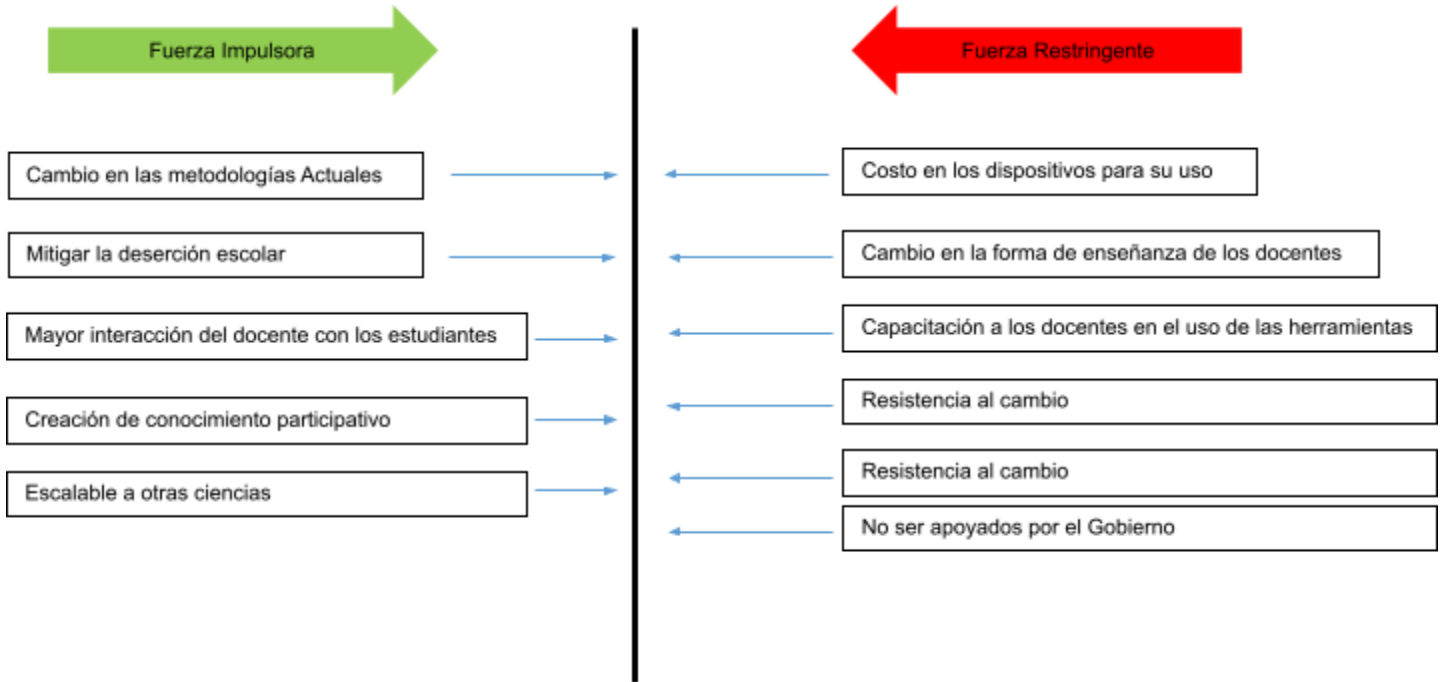 Fuerza Impulsora
Fuerza Restringente
Cambio en las metodologías Actuales
Costo en los dispositivos para su uso
Mitigar la deserción escolar
Cambio en la forma de enseñanza de los docentes
Mayor interacción del docente con los estudiantes
Capacitación a los docentes en el uso de las herramientas
Creación de conocimiento participativo
Resistencia al cambio
Escalable a otras ciencias
Resistencia al cambio
No ser apoyados por el Gobierno